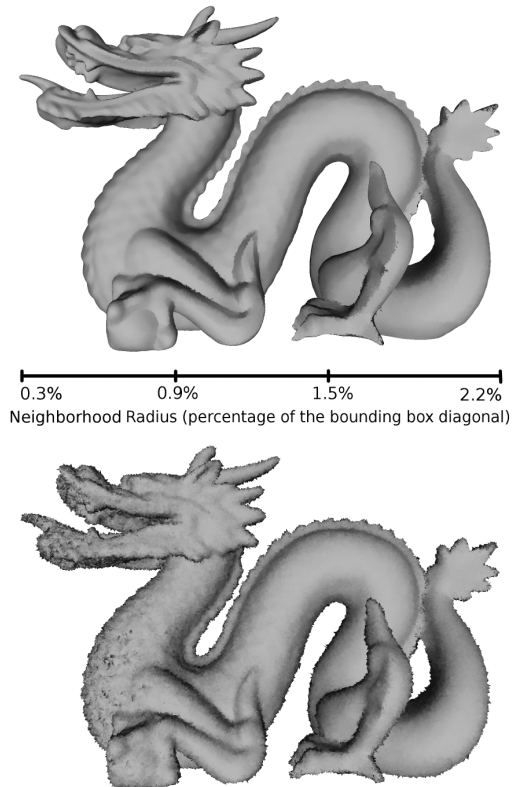 0.3% 0.9% 1.5% 2.2%
Neighborhood Radius (percentage of the bounding box diagonal)